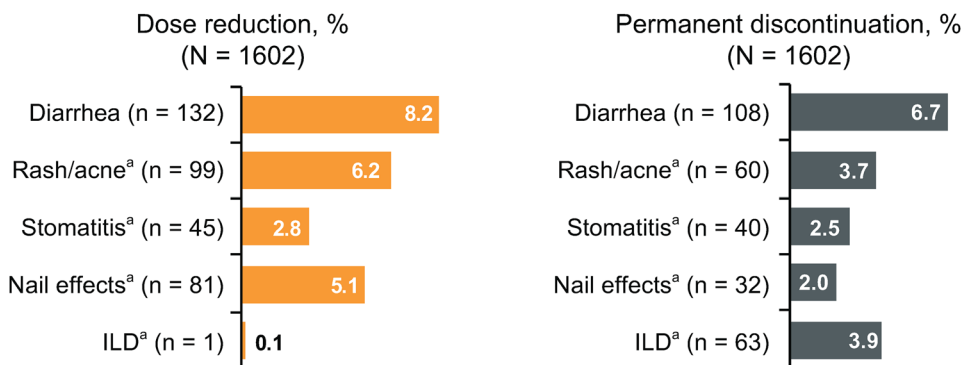 Dose reduction, %
(N = 1602)
Diarrhea (n = 132) 8.2
Rash/acneᵃ (n = 99) 6.2
Stomatitisᵃ (n = 45) 2.8
Nail effectsᵃ (n = 81) 5.1
ILDᵃ (n = 1) 0.1
Permanent discontinuation, %
(N = 1602)
Diarrhea (n = 108) 6.7
Rash/acneᵃ (n = 60) 3.7
Stomatitisᵃ (n = 40) 2.5
Nail effectsᵃ (n = 32) 2.0
ILDᵃ (n = 63) 3.9